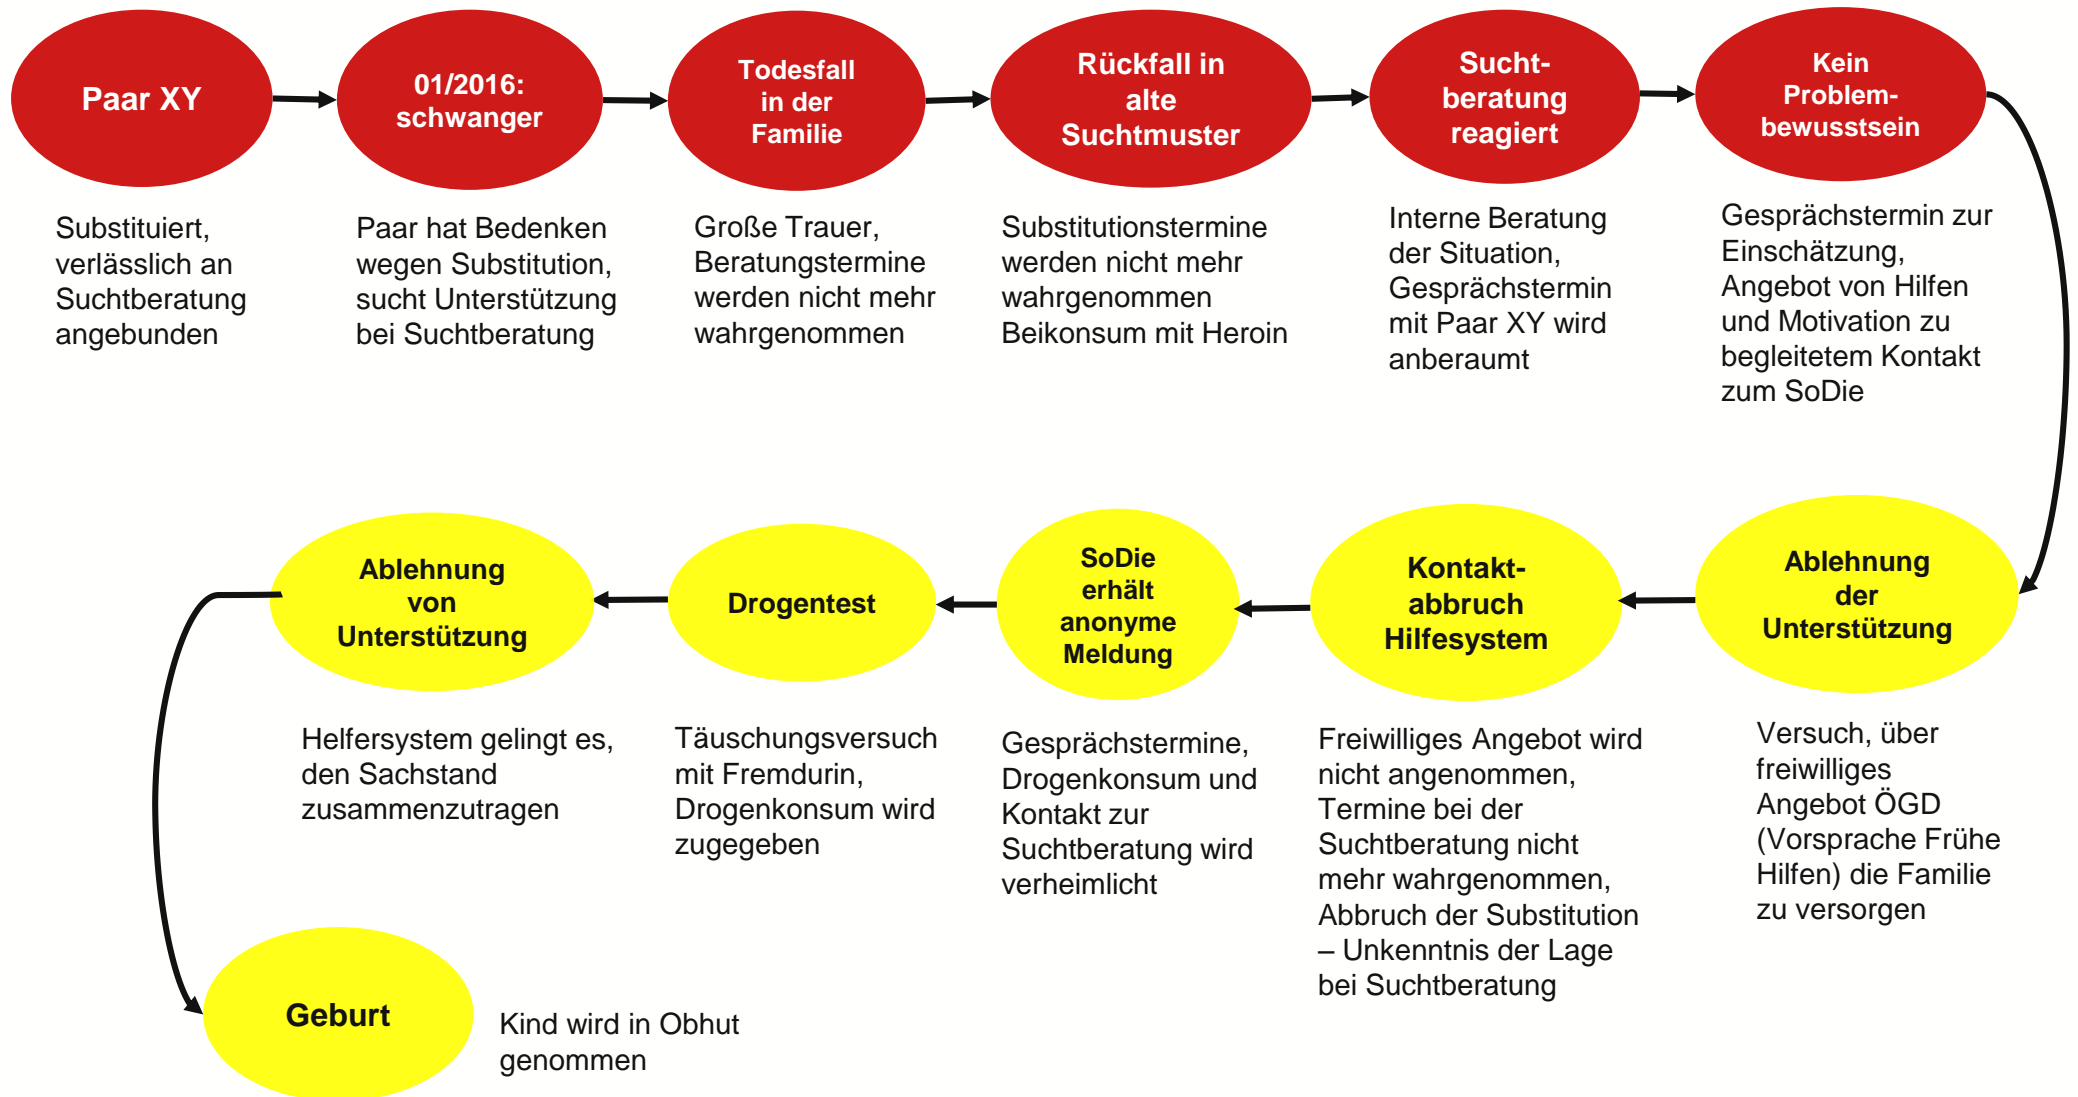 Paar XY
01/2016:
schwanger
Todesfall
in der
Familie
Rückfall in
alte
Suchtmuster
Sucht-
beratung
reagiert
Kein
Problem-
bewusstsein
Substituiert,
verlässlich an
Suchtberatung
angebunden
Paar hat Bedenken
wegen Substitution,
sucht Unterstützung
bei Suchtberatung
Große Trauer,
Beratungstermine
werden nicht mehr
wahrgenommen
Substitutionstermine
werden nicht mehr
wahrgenommen
Beikonsum mit Heroin
Interne Beratung
der Situation,
Gesprächstermin
mit Paar XY wird
anberaumt
Gesprächstermin zur
Einschätzung,
Angebot von Hilfen
und Motivation zu
begleitetem Kontakt
zum SoDie
Ablehnung
der
Unterstützung
Kontakt-
abbruch
Hilfesystem
SoDie
erhält
anonyme
Meldung
Drogentest
Ablehnung
von
Unterstützung
Versuch, über
freiwilliges
Angebot ÖGD
(Vorsprache Frühe
Hilfen) die Familie
zu versorgen
Freiwilliges Angebot wird
nicht angenommen,
Termine bei der
Suchtberatung nicht
mehr wahrgenommen,
Abbruch der Substitution
– Unkenntnis der Lage
bei Suchtberatung
Gesprächstermine,
Drogenkonsum und
Kontakt zur
Suchtberatung wird
verheimlicht
Täuschungsversuch
mit Fremdurin,
Drogenkonsum wird
zugegeben
Helfersystem gelingt es,
den Sachstand
zusammenzutragen
Geburt
Kind wird in Obhut
genommen